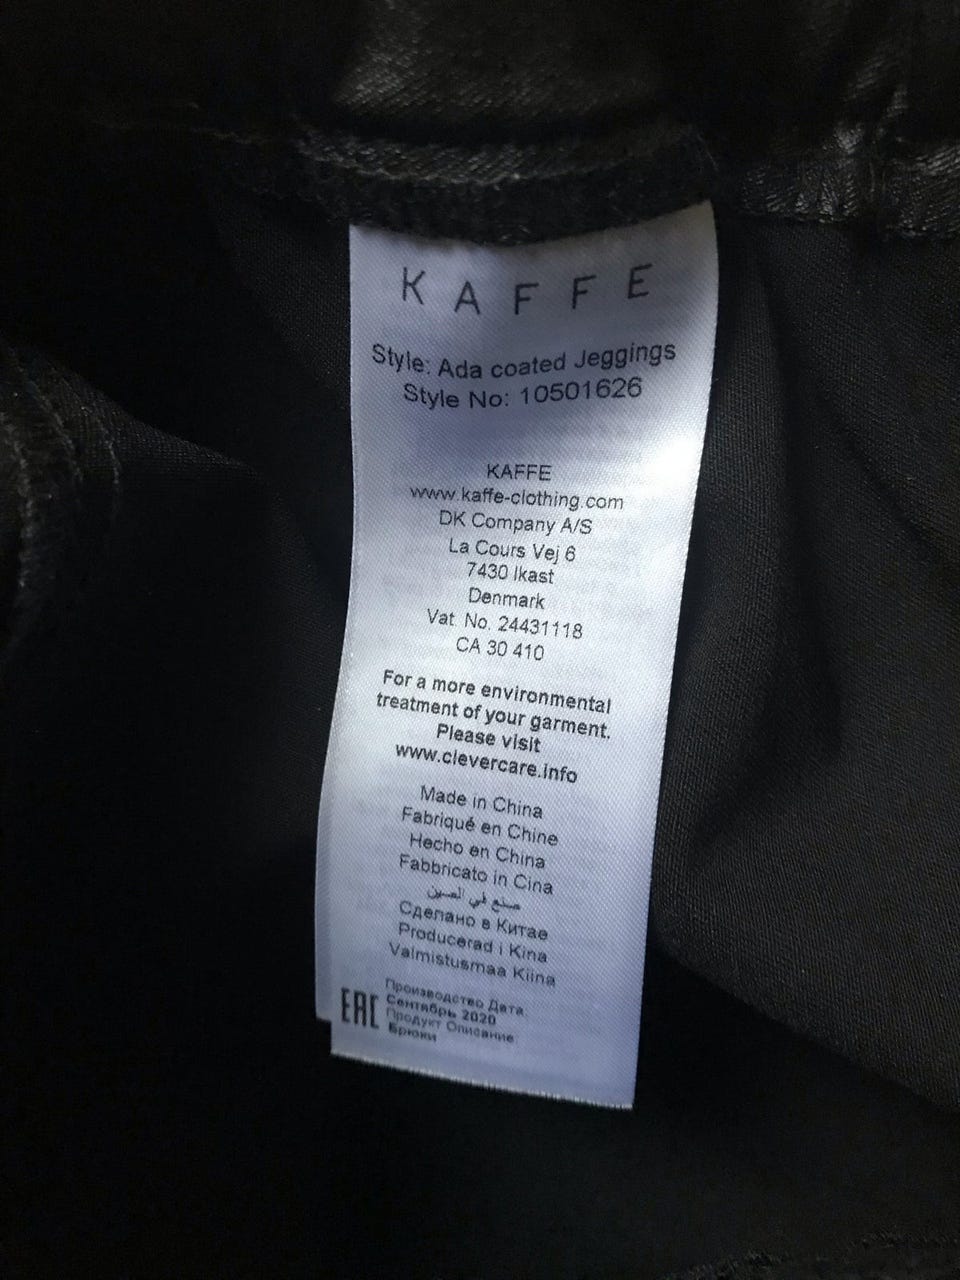 KAFFE
Style: Ada coated Jeggings
Style No: 10501626
KAFFE
www.kaffe-clothing.com
DK Company A/S
La Cours Vej 6
7430 Ikast
Denmark
Vat. No. 24431118
CA 30 410
For a more environmental
treatment of your garment.
Please visit
www.clevercare.info
Made in China
Fabriqué en Chine
Hecho en China
Fabbricato in Cina
صنع في الصين
Сделано в Китае
Producerad i Kina
Valmistusmaa Kiina
EAC
Производство Дата
Сентябрь 2020
Продукт Описание
Брюки